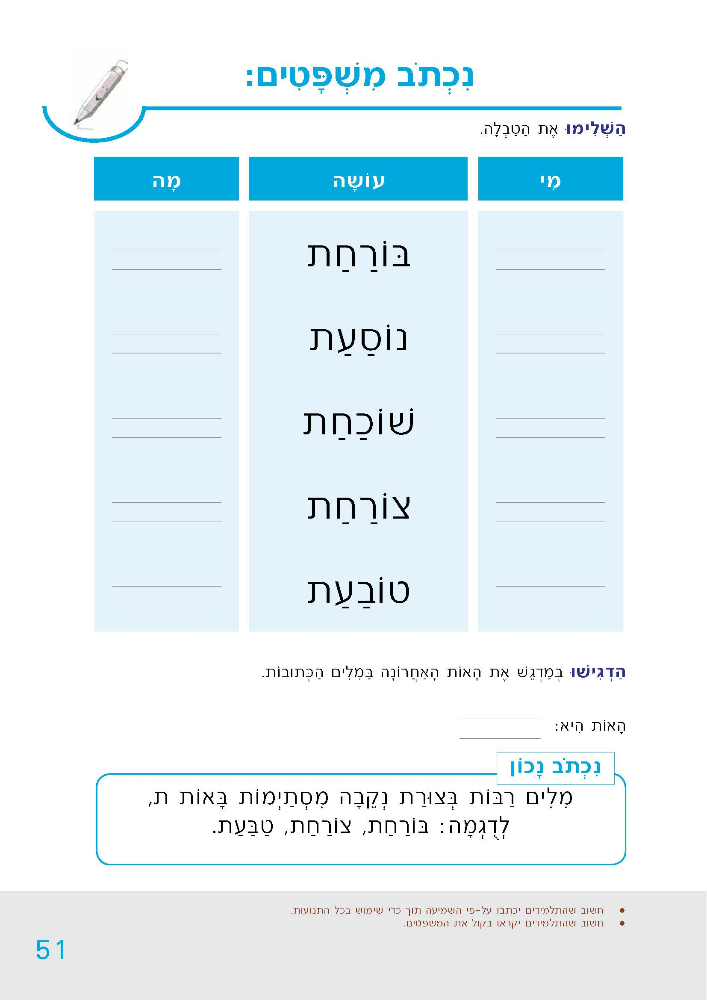 נִכְתֹּב מִשְׁפָּטִים:
הַשְׁלִימוּ אֶת הַטַבְלָה.
מִי עוֹשָׂה מָה
בּוֹרַחַת
נוֹסַעַת
שׁוֹכַחַת
צוֹרַחַת
טוֹבַעַת
הַדְגִישׁוּ בְּמַדְגֵשׁ אֶת הָאוֹת הָאַחֲרוֹנָה בַּמִלִים הַכְּתוּבוֹת.
הָאוֹת הִיא:
נִכְתֹב נָכוֹן
מִלִים רַבּוֹת בְּצוּרַת נְקֵבָה מִסְתַיְמוֹת בָּאוֹת ת,
לְדֻגְמָה: בּוֹרַחַת, צוֹרַחַת, טַבַּעַת.
• חשוב שהתלמידים יכתבו על-פי השמיעה תוך כדי שימוש בכל התנועות.
• חשוב שהתלמידים יקראו בקול את המשפטים.
51